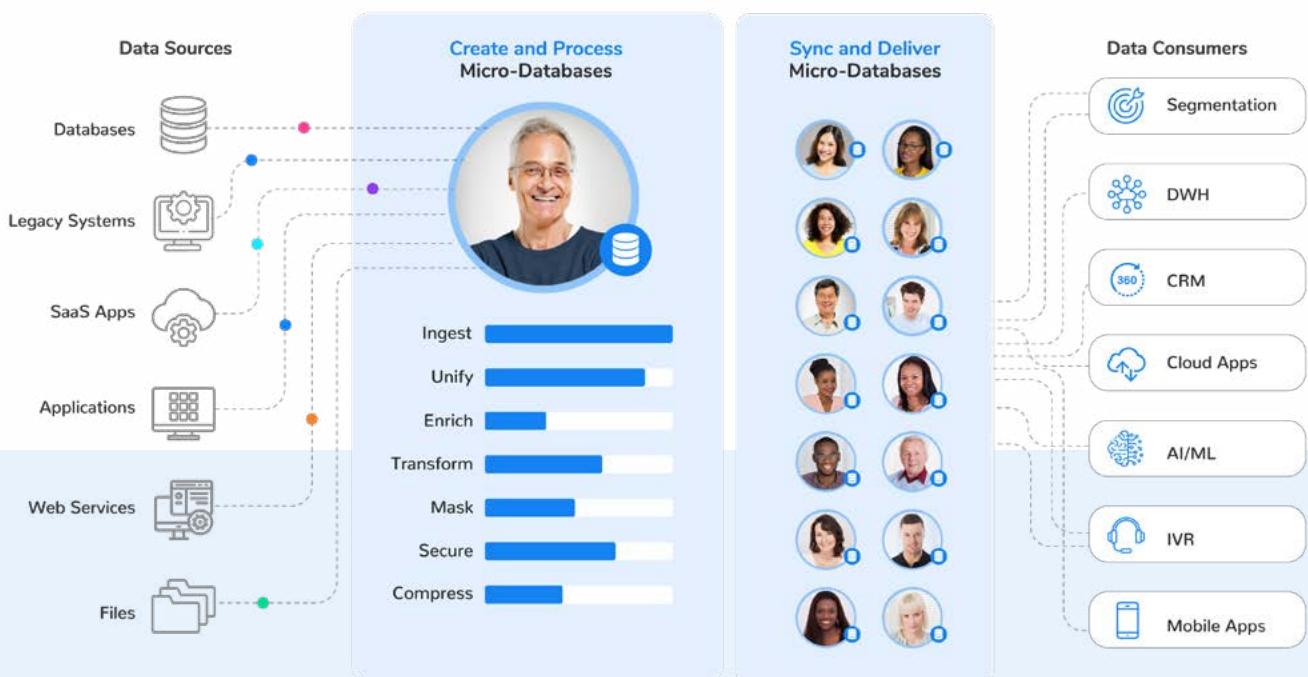 Data Sources
Databases
Legacy Systems
SaaS Apps
Applications
Web Services
Files
Create and Process
Micro-Databases
Ingest
Unify
Enrich
Transform
Mask
Secure
Compress
Sync and Deliver
Micro-Databases
Data Consumers
Segmentation
DWH
360
CRM
Cloud Apps
AI/ML
IVR
Mobile Apps